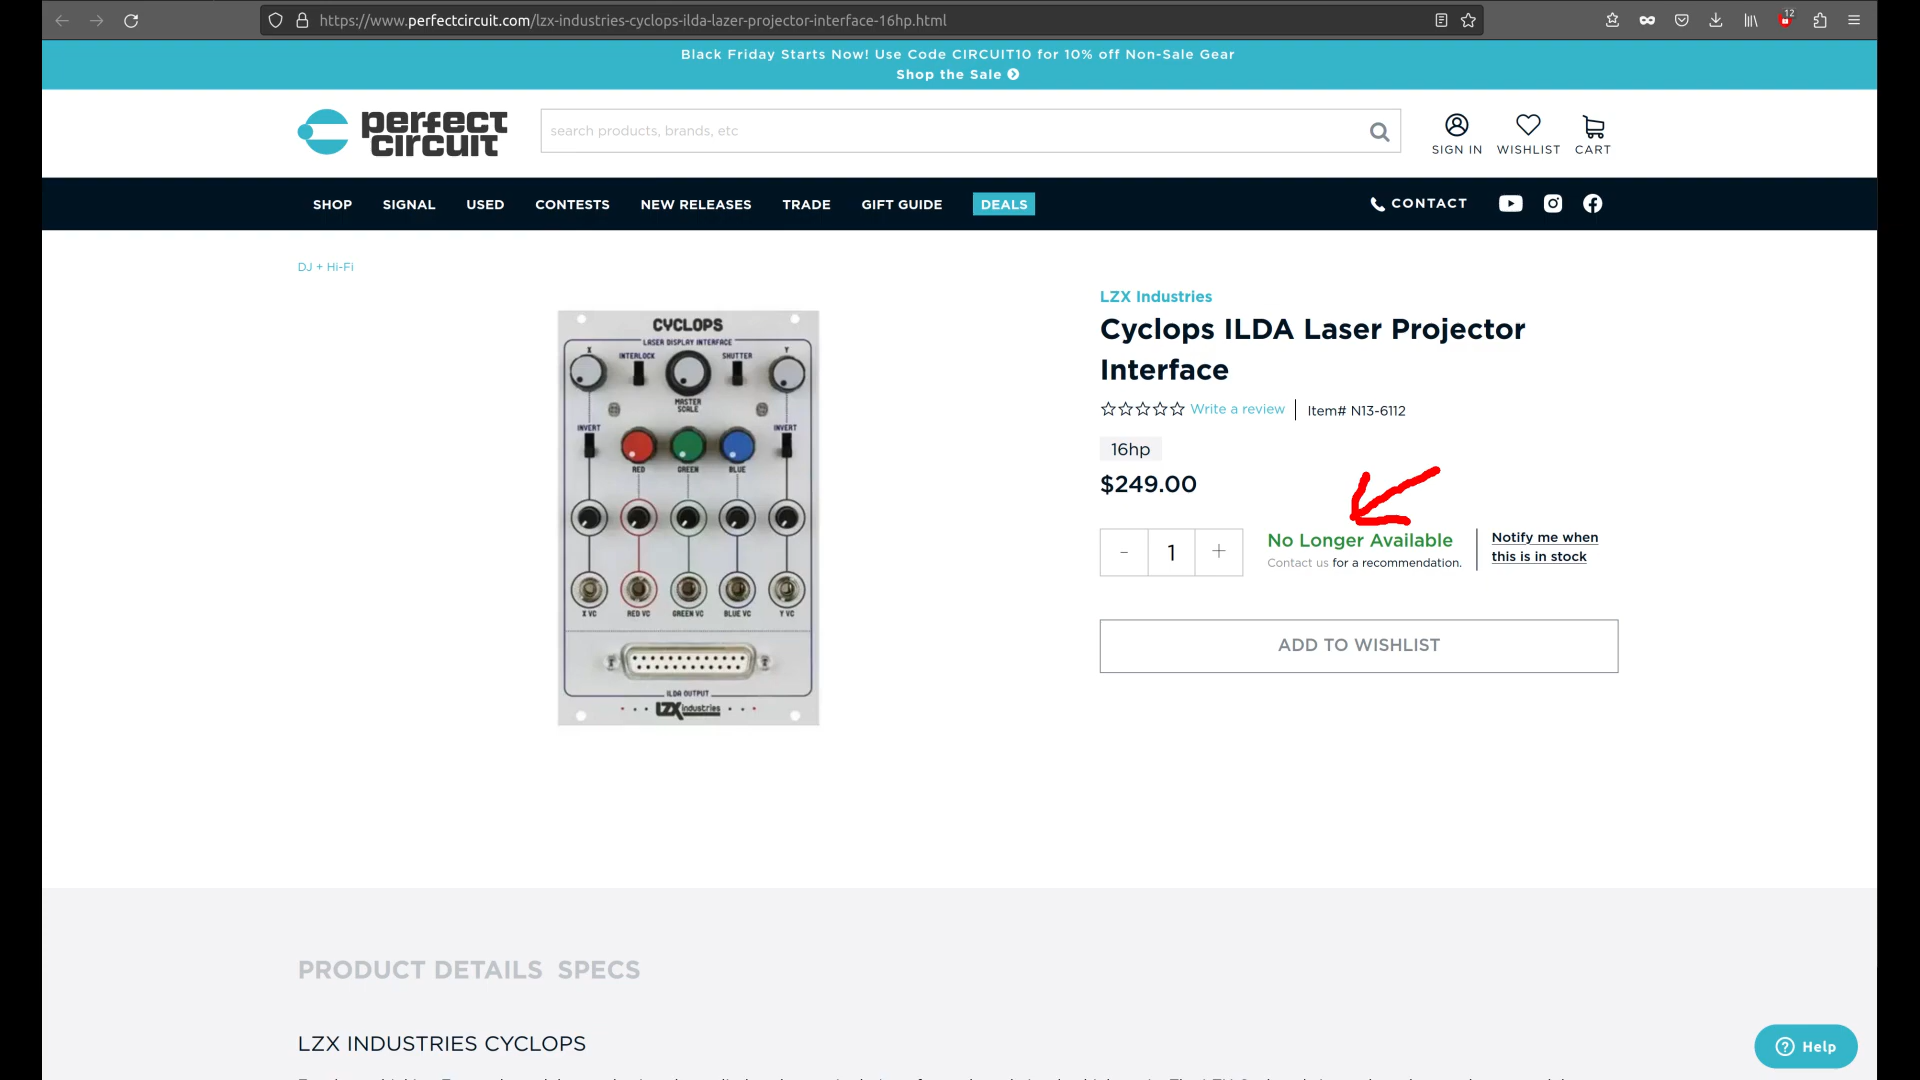 https://www.perfectcircuit.com/lzx-industries-cyclops-ilda-lazer-projector-interface-16hp.html
12
Black Friday Starts Now! Use Code CIRCUIT10 for 10% off Non-Sale Gear
Shop the Sale
perfect
circuit
search products, brands, etc
SIGN IN
WISHLIST
CART
SHOP
SIGNAL
USED
CONTESTS
NEW RELEASES
TRADE
GIFT GUIDE
DEALS
CONTACT
DJ + Hi-Fi
CYCLOPS
LASER DISPLAY INTERFACE
X
INTERLOCK
SHUTTER
Y
MASTER
SCALE
INVERT
INVERT
RED
GREEN
BLUE
X VC
RED VC
GREEN VC
BLUE VC
Y VC
ILDA OUTPUT
LZX industries
LZX Industries
Cyclops ILDA Laser Projector
Interface
Write a review
Item# N13-6112
16hp
$249.00
- 1 +
No Longer Available
Contact us for a recommendation.
Notify me when
this is in stock
ADD TO WISHLIST
PRODUCT DETAILS SPECS
LZX INDUSTRIES CYCLOPS
Help